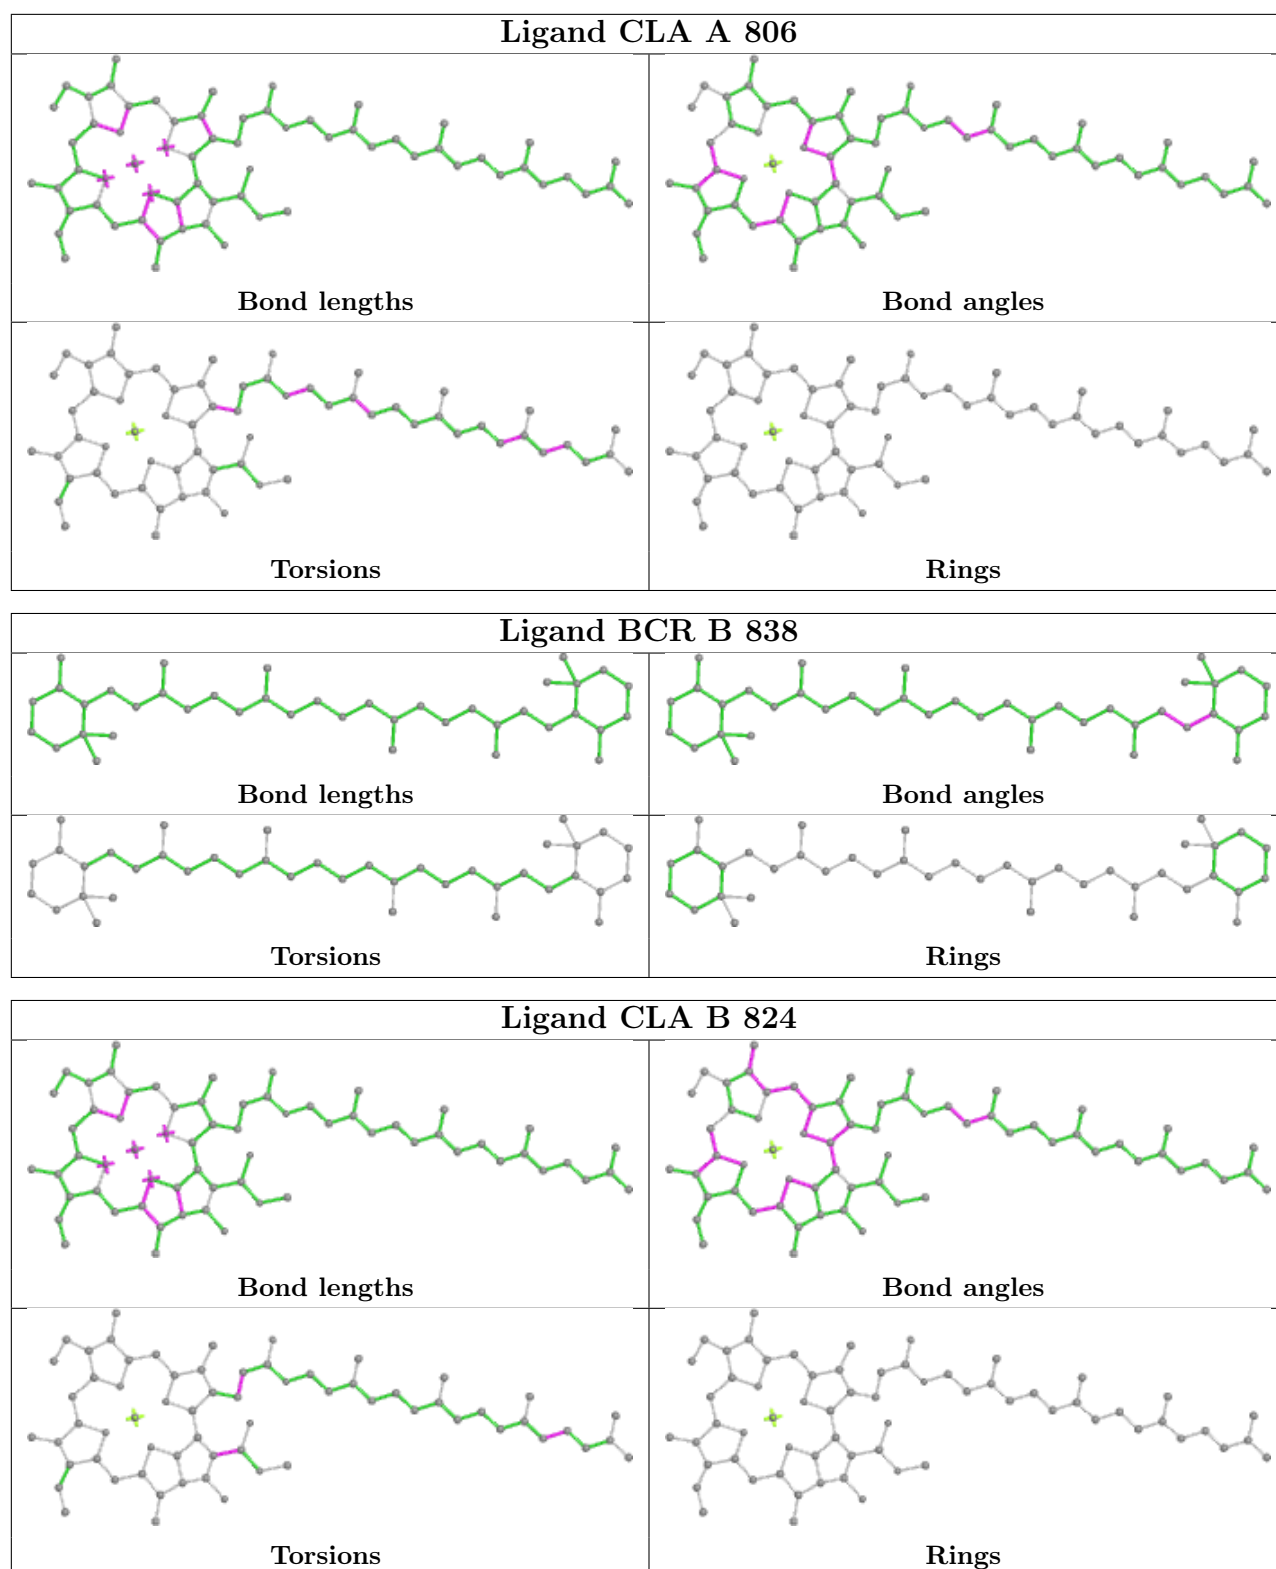 Ligand CLA A 806
Bond lengths
Bond angles
Torsions
Rings
Ligand BCR B 838
Bond lengths
Bond angles
Torsions
Rings
Ligand CLA B 824
Bond lengths
Bond angles
Torsions
Rings